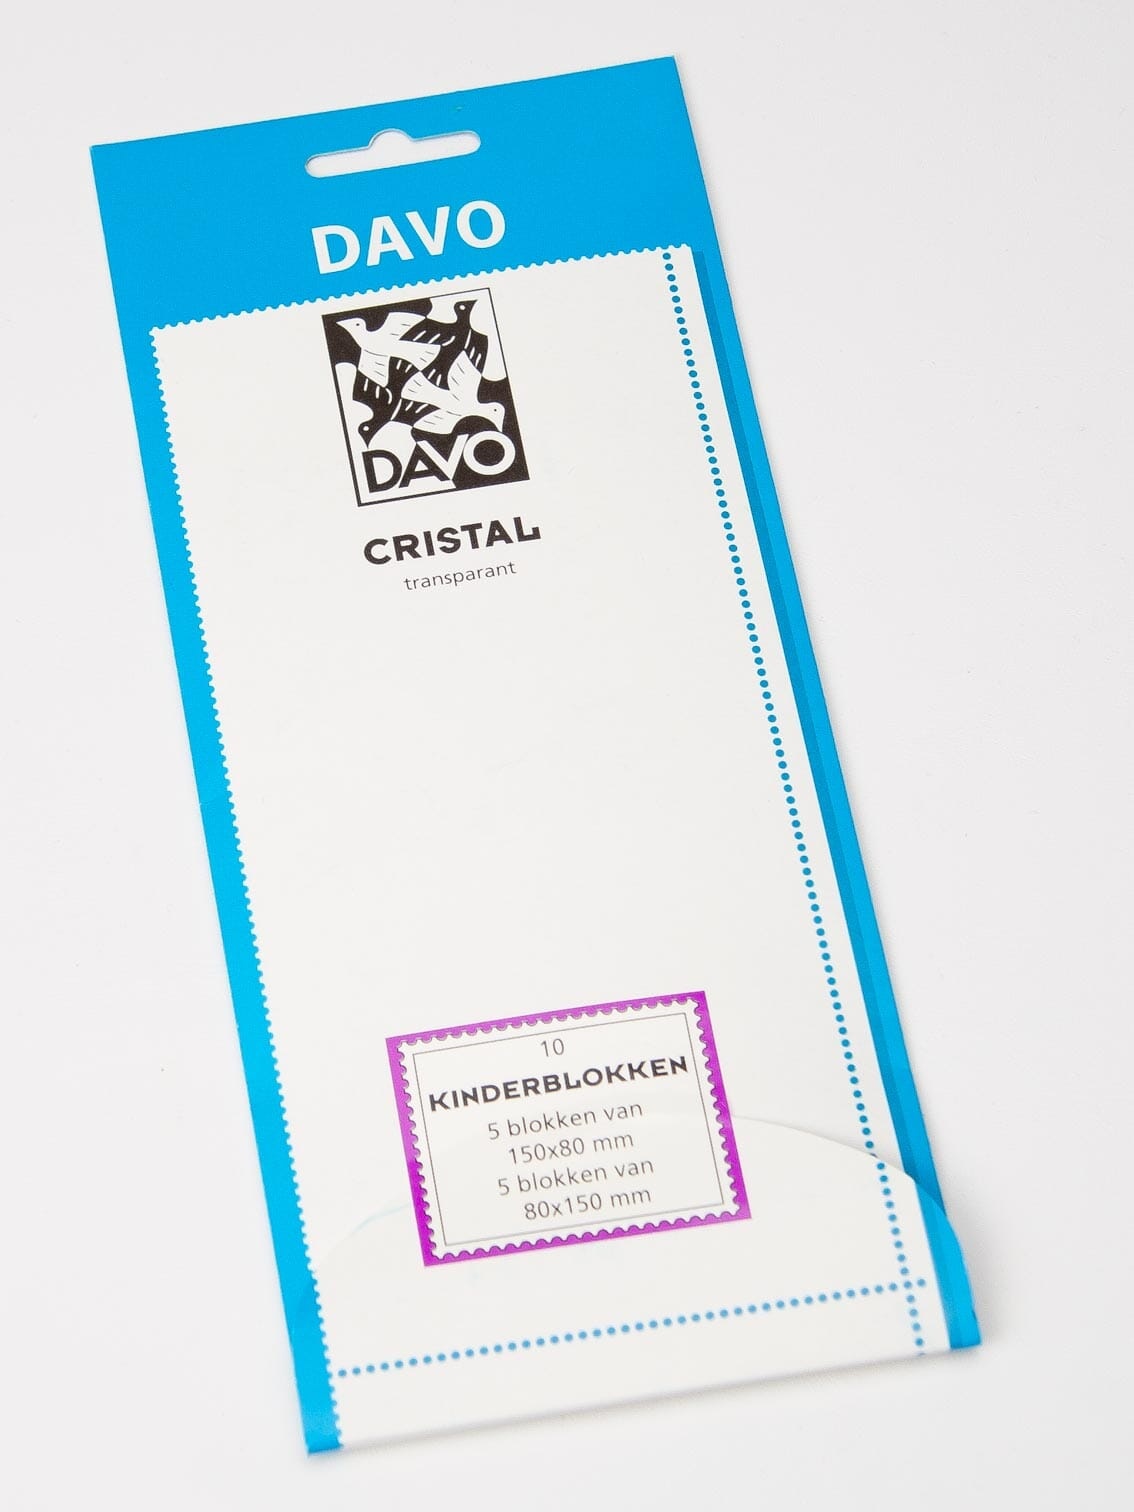 DAVO
DAVO
CRISTAL
transparant
10
KINDERBLOKKEN
5 blokken van
150x80 mm
5 blokken van
80x150 mm